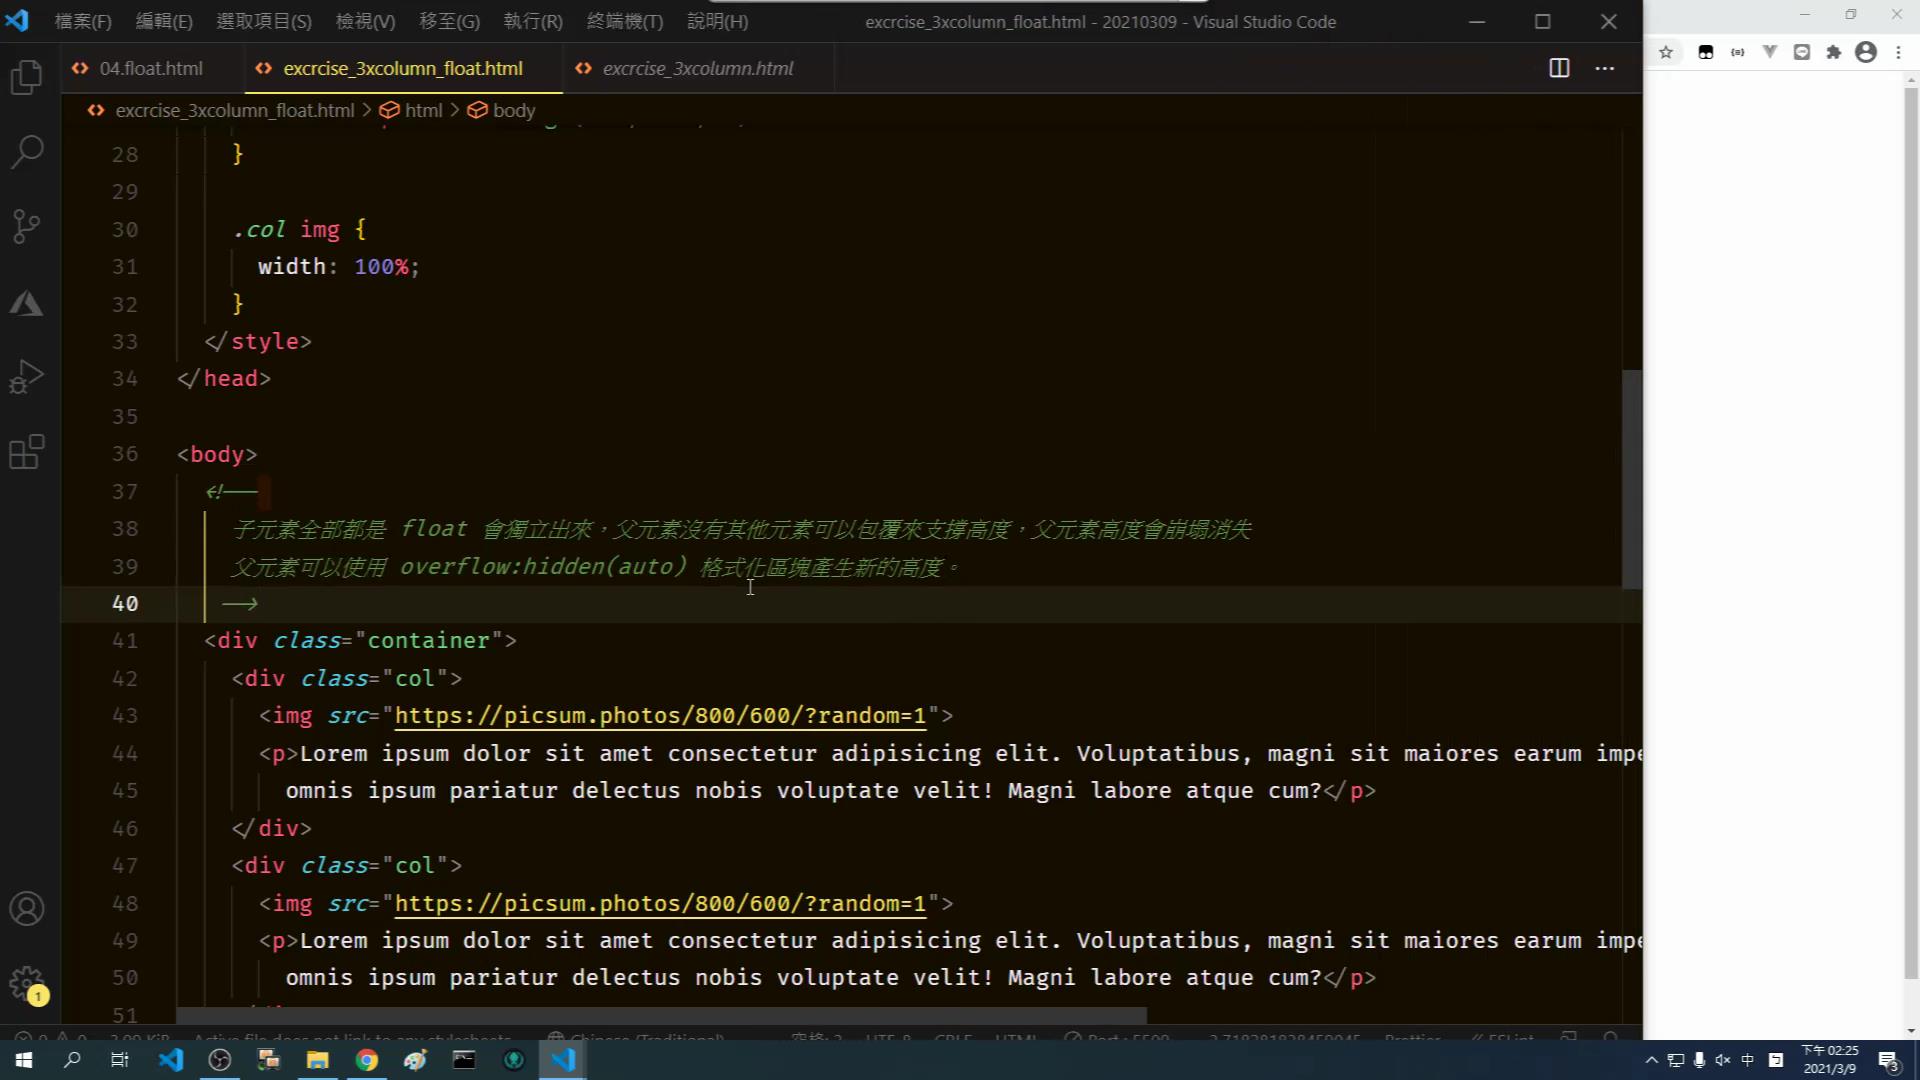 檔案(F) 編輯(E) 選取項目(S) 檢視(V) 移至(G) 執行(R) 終端機(T) 說明(H) excrcise_3xcolumn_float.html - 20210309 - Visual Studio Code
04.float.html excrcise_3xcolumn_float.html excrcise_3xcolumn.html
excrcise_3xcolumn_float.html > html > body
28 }
29
30 .col img {
31 width: 100%;
32 }
33 </style>
34 </head>
35
36 <body>
37 <!--
38 子元素全部都是 float 會獨立出來，父元素沒有其他元素可以包覆來支撐高度，父元素高度會崩塌消失
39 父元素可以使用 overflow:hidden(auto) 格式化區塊產生新的高度。
40 -->
41 <div class="container">
42 <div class="col">
43 <img src="https://picsum.photos/800/600/?random=1">
44 <p>Lorem ipsum dolor sit amet consectetur adipisicing elit. Voluptatibus, magni sit maiores earum impe
45 omnis ipsum pariatur delectus nobis voluptate velit! Magni labore atque cum?</p>
46 </div>
47 <div class="col">
48 <img src="https://picsum.photos/800/600/?random=1">
49 <p>Lorem ipsum dolor sit amet consectetur adipisicing elit. Voluptatibus, magni sit maiores earum impe
50 omnis ipsum pariatur delectus nobis voluptate velit! Magni labore atque cum?</p>
51
1
中 下午 02:25
2021/3/9
3